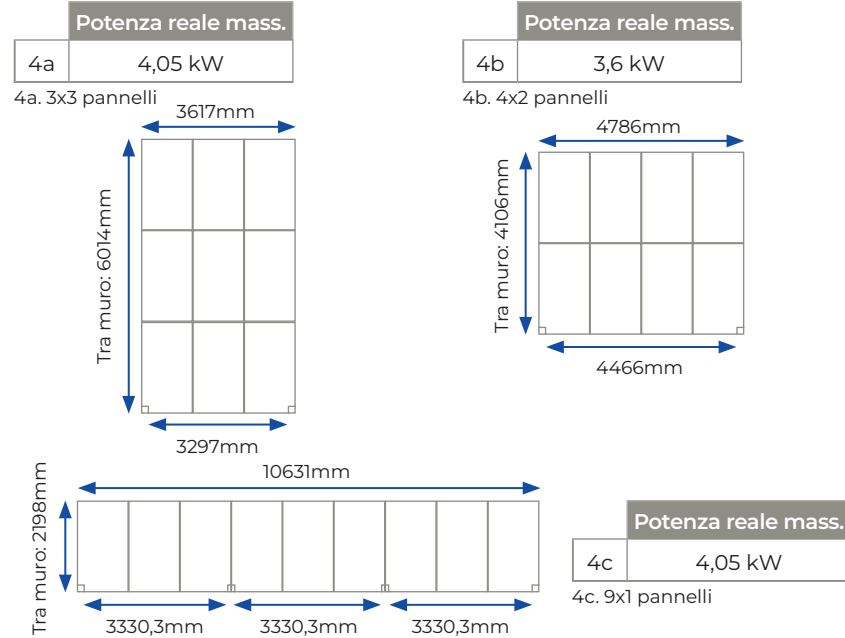 Potenza reale mass.
4a 4,05 kW
4a. 3x3 pannelli
3617mm
Tra muro: 6014mm
3297mm
Potenza reale mass.
4b 3,6 kW
4b. 4x2 pannelli
4786mm
Tra muro: 4106mm
4466mm
10631mm
Tra muro: 2198mm
3330,3mm 3330,3mm 3330,3mm
Potenza reale mass.
4c 4,05 kW
4c. 9x1 pannelli